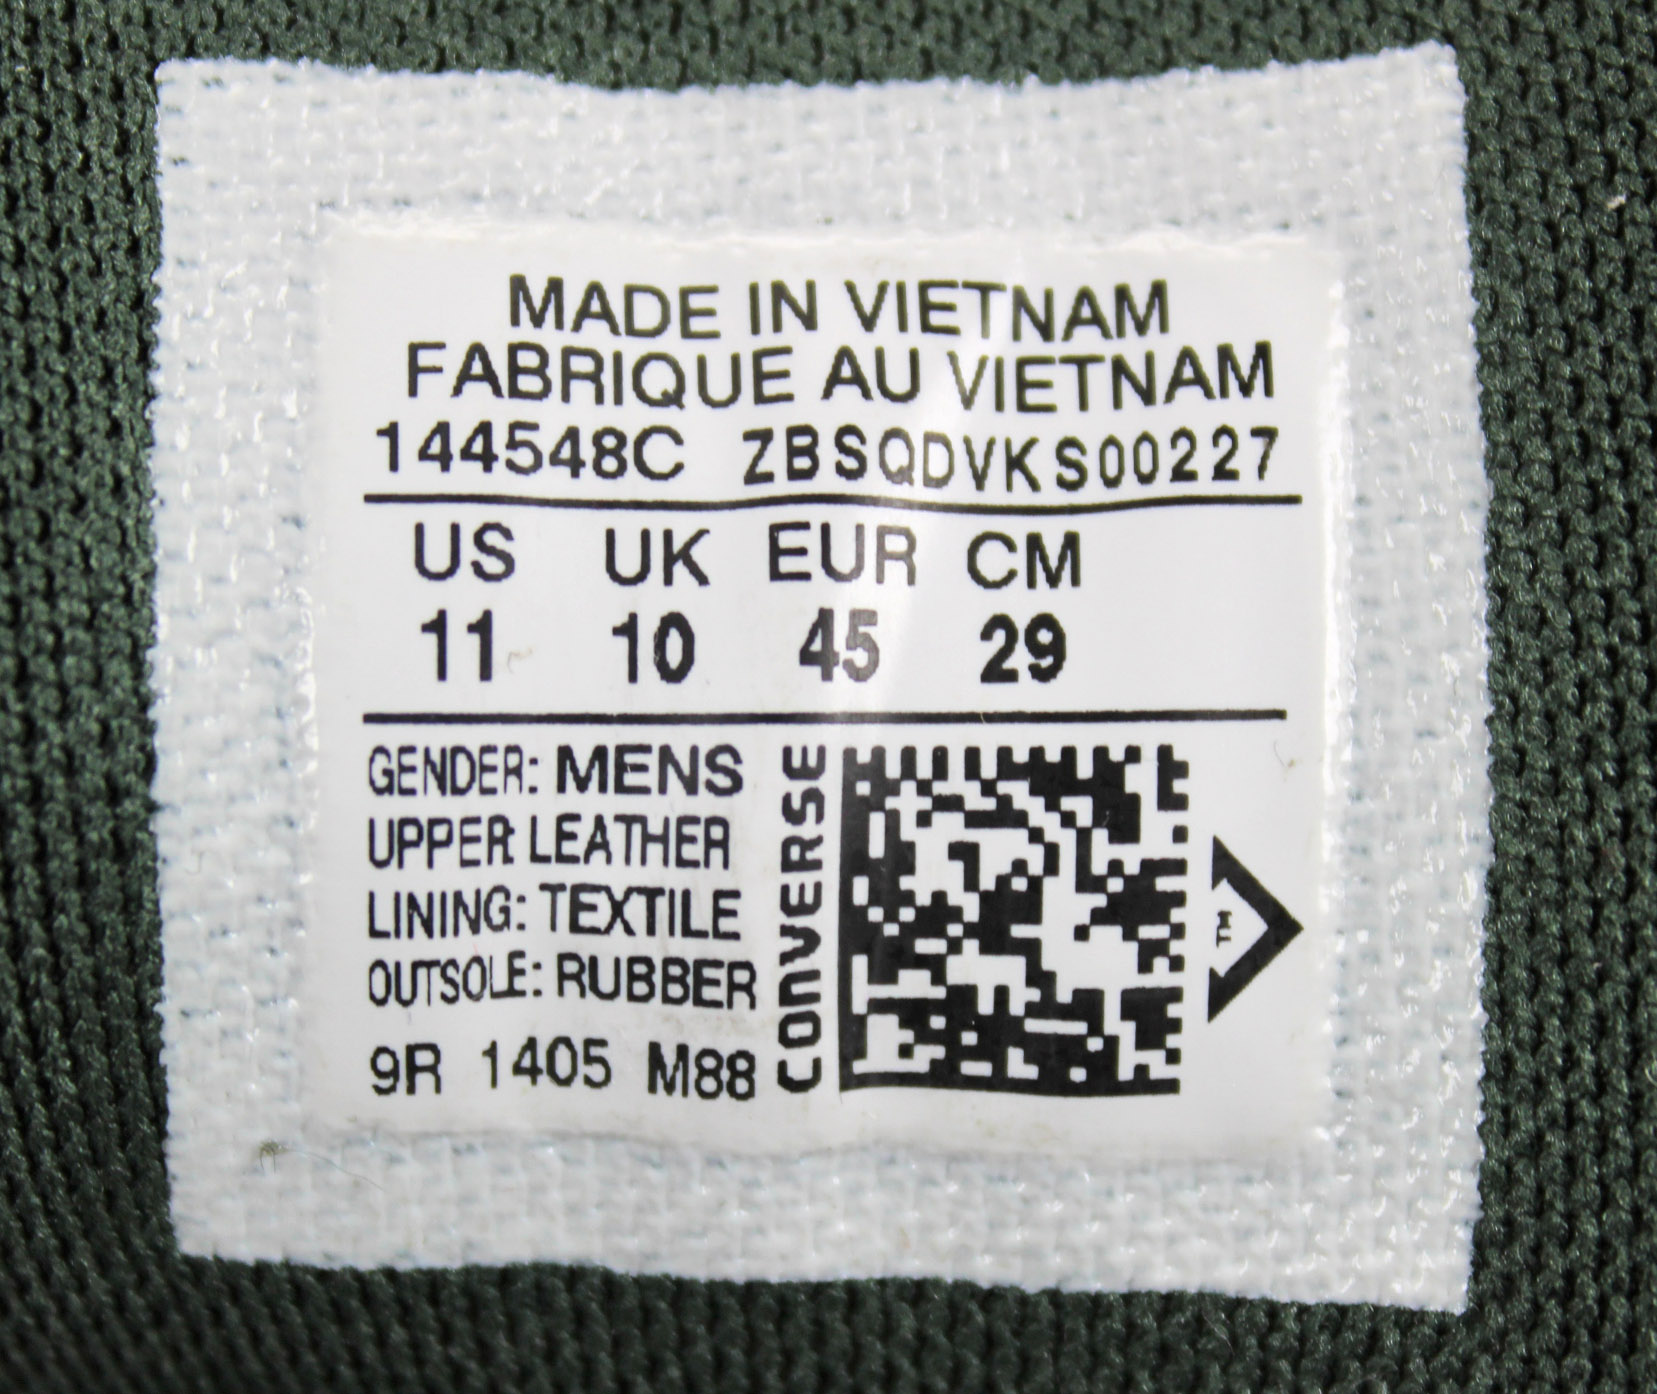 MADE IN VIETNAM
FABRIQUE AU VIETNAM
144548C ZBSQDVKS00227
US UK EUR CM
11 10 45 29
GENDER: MENS
UPPER: LEATHER
LINING: TEXTILE
OUTSOLE: RUBBER
9R 1405 M88
CONVERSE
TM